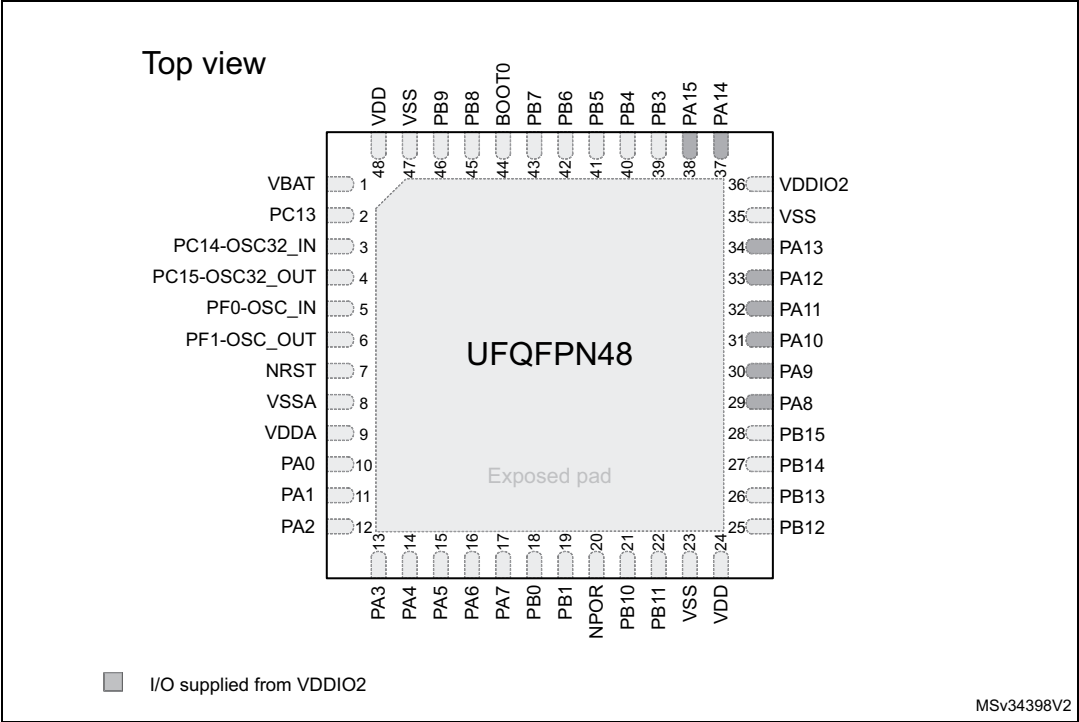 Top view
VDD
VSS
PB9
PB8
BOOT0
PB7
PB6
PB5
PB4
PB3
PA15
PA14
48
47
46
45
44
43
42
41
40
39
38
37
VBAT 1
PC13 2
PC14-OSC32_IN 3
PC15-OSC32_OUT 4
PF0-OSC_IN 5
PF1-OSC_OUT 6
NRST 7
VSSA 8
VDDA 9
PA0 10
PA1 11
PA2 12
UFQFPN48
Exposed pad
36 VDDIO2
35 VSS
34 PA13
33 PA12
32 PA11
31 PA10
30 PA9
29 PA8
28 PB15
27 PB14
26 PB13
25 PB12
13
14
15
16
17
18
19
20
21
22
23
24
PA3
PA4
PA5
PA6
PA7
PB0
PB1
NPOR
PB10
PB11
VSS
VDD
I/O supplied from VDDIO2
MSv34398V2